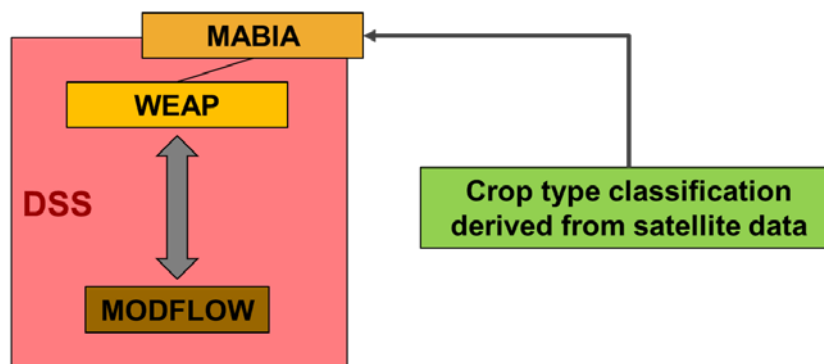 MABIA
WEAP
DSS
MODFLOW
Crop type classification
derived from satellite data